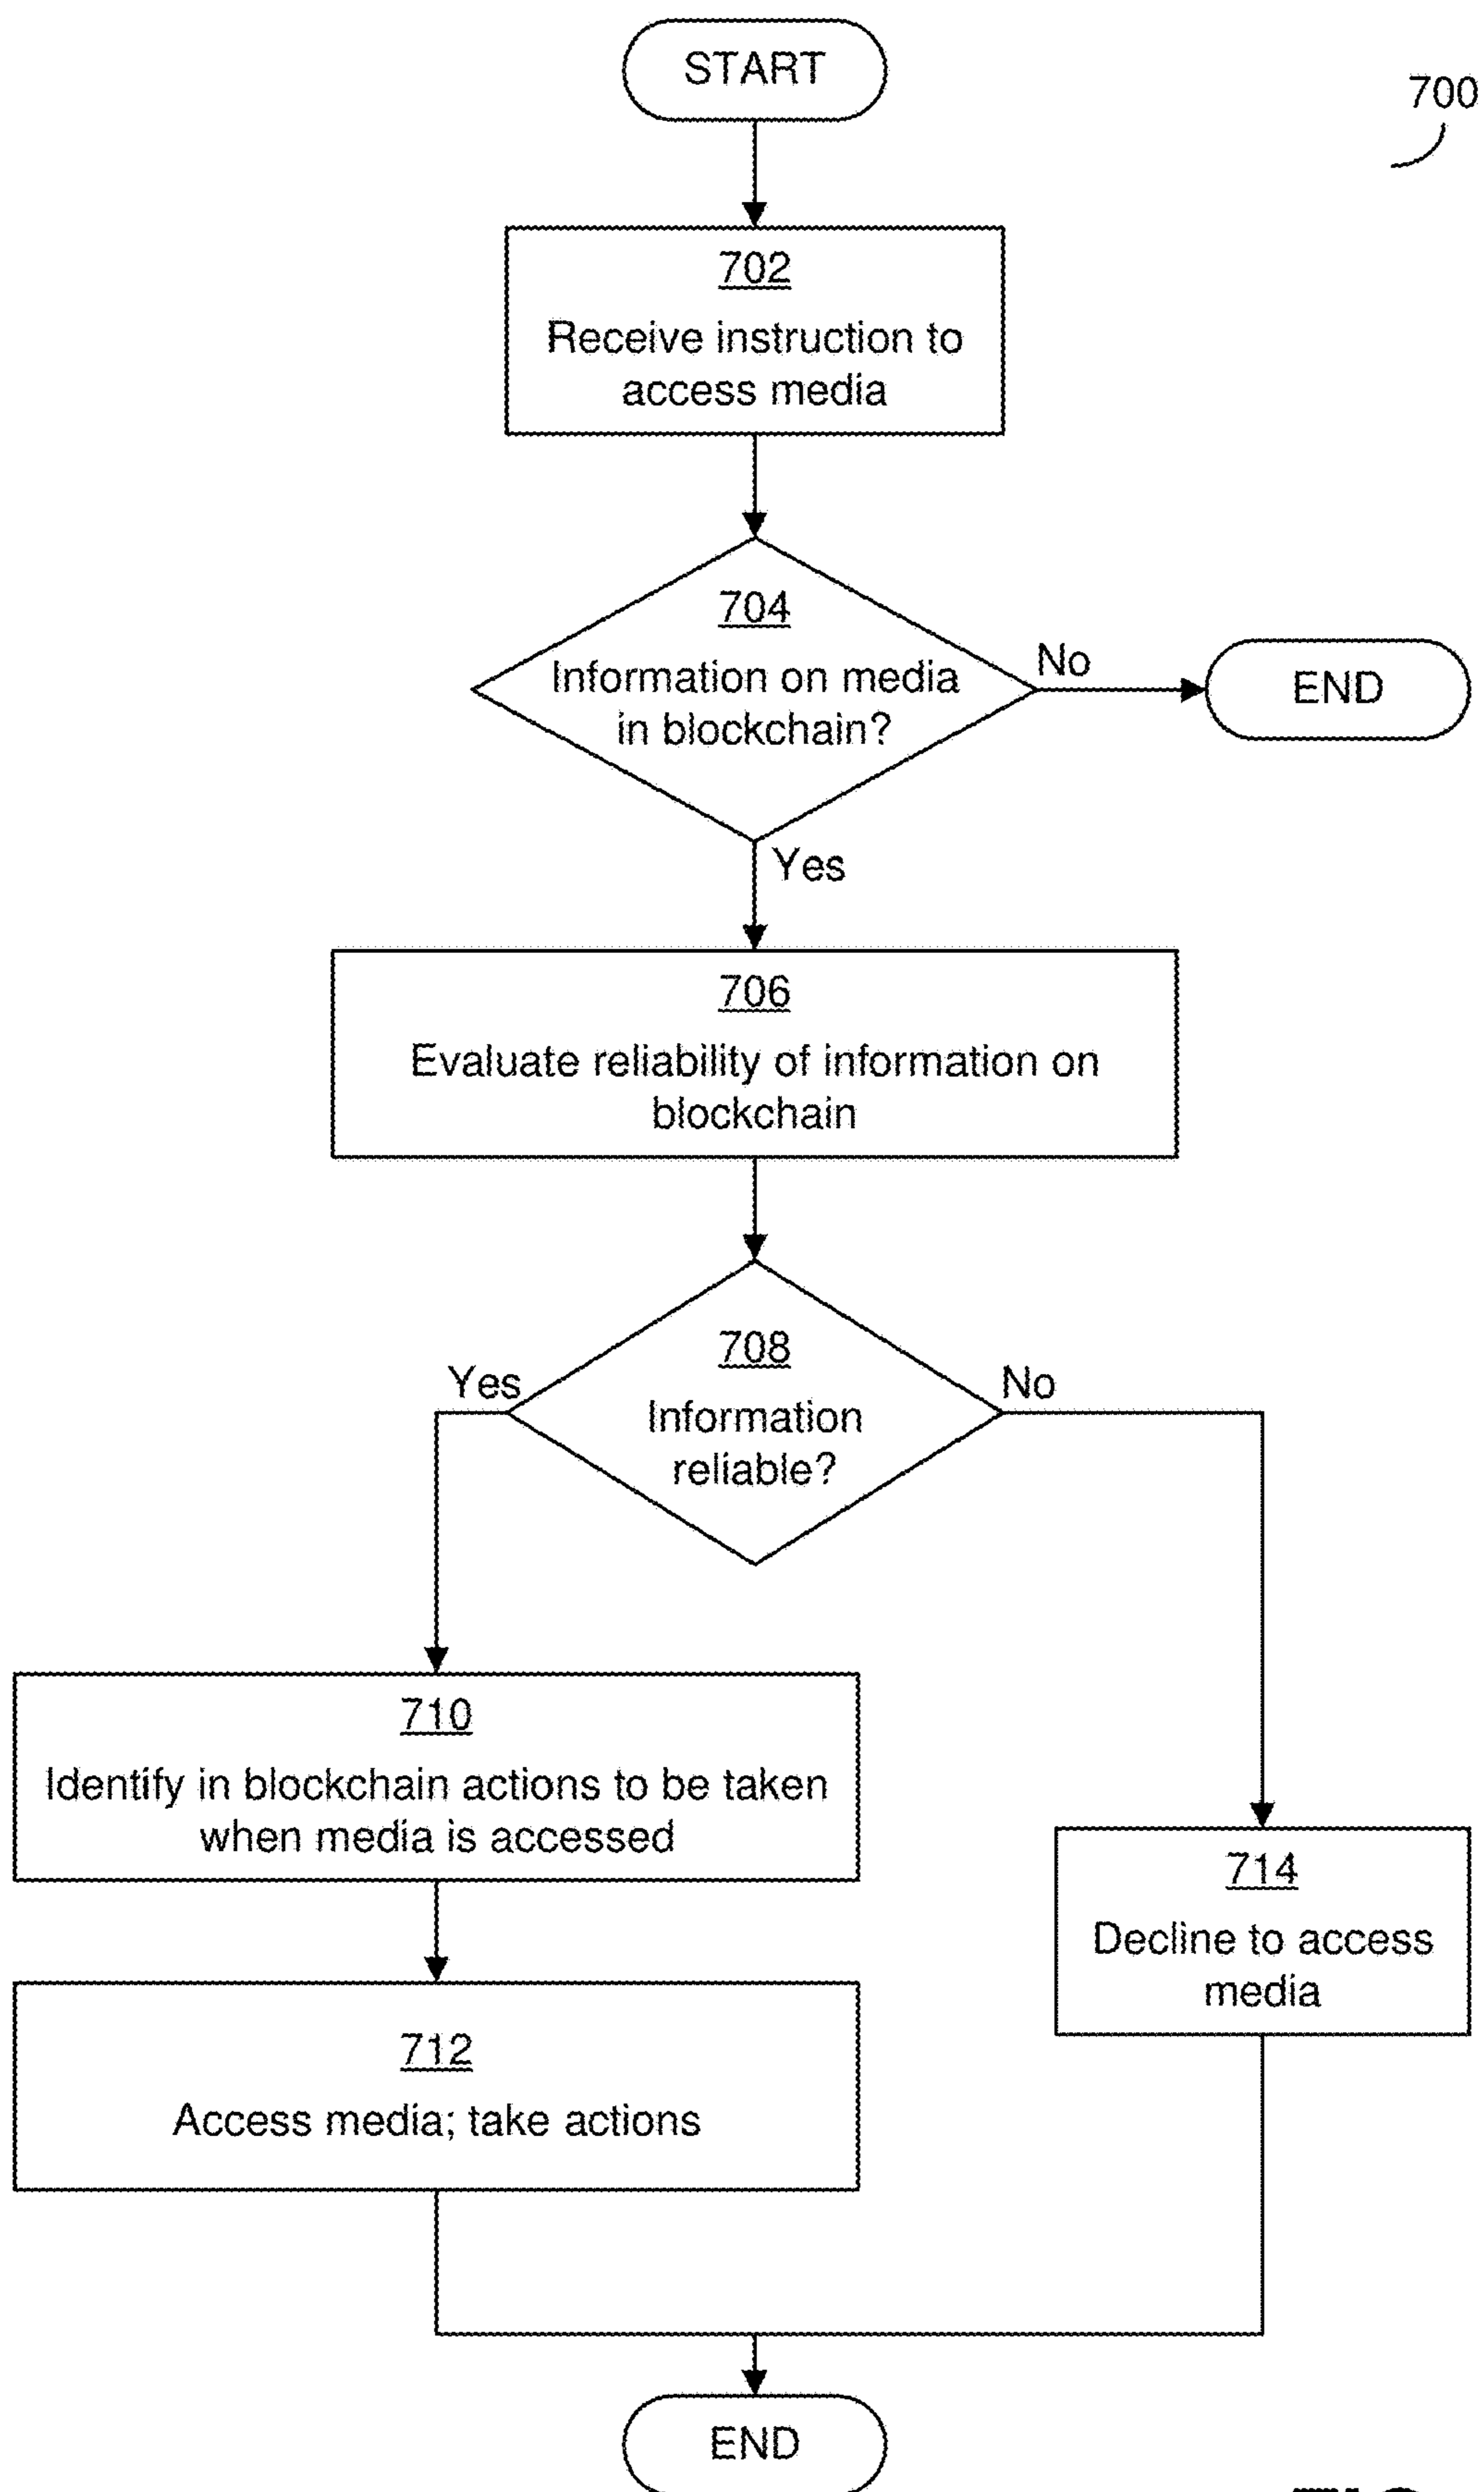 START
700
702
Receive instruction to
access media
704
Information on media
in blockchain?
No
END
Yes
706
Evaluate reliability of information on
blockchain
708
Information
reliable?
Yes
No
710
Identify in blockchain actions to be taken
when media is accessed
714
Decline to access
media
712
Access media; take actions
END